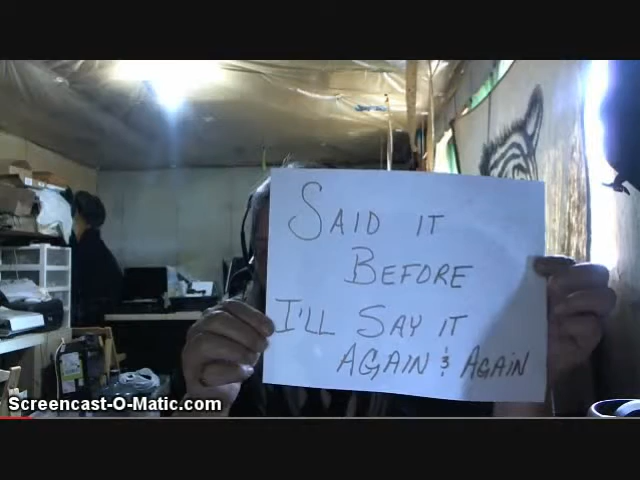 SAID IT
BEFORE
I'LL SAY IT
AGAIN & AGAIN
Screencast-O-Matic.com